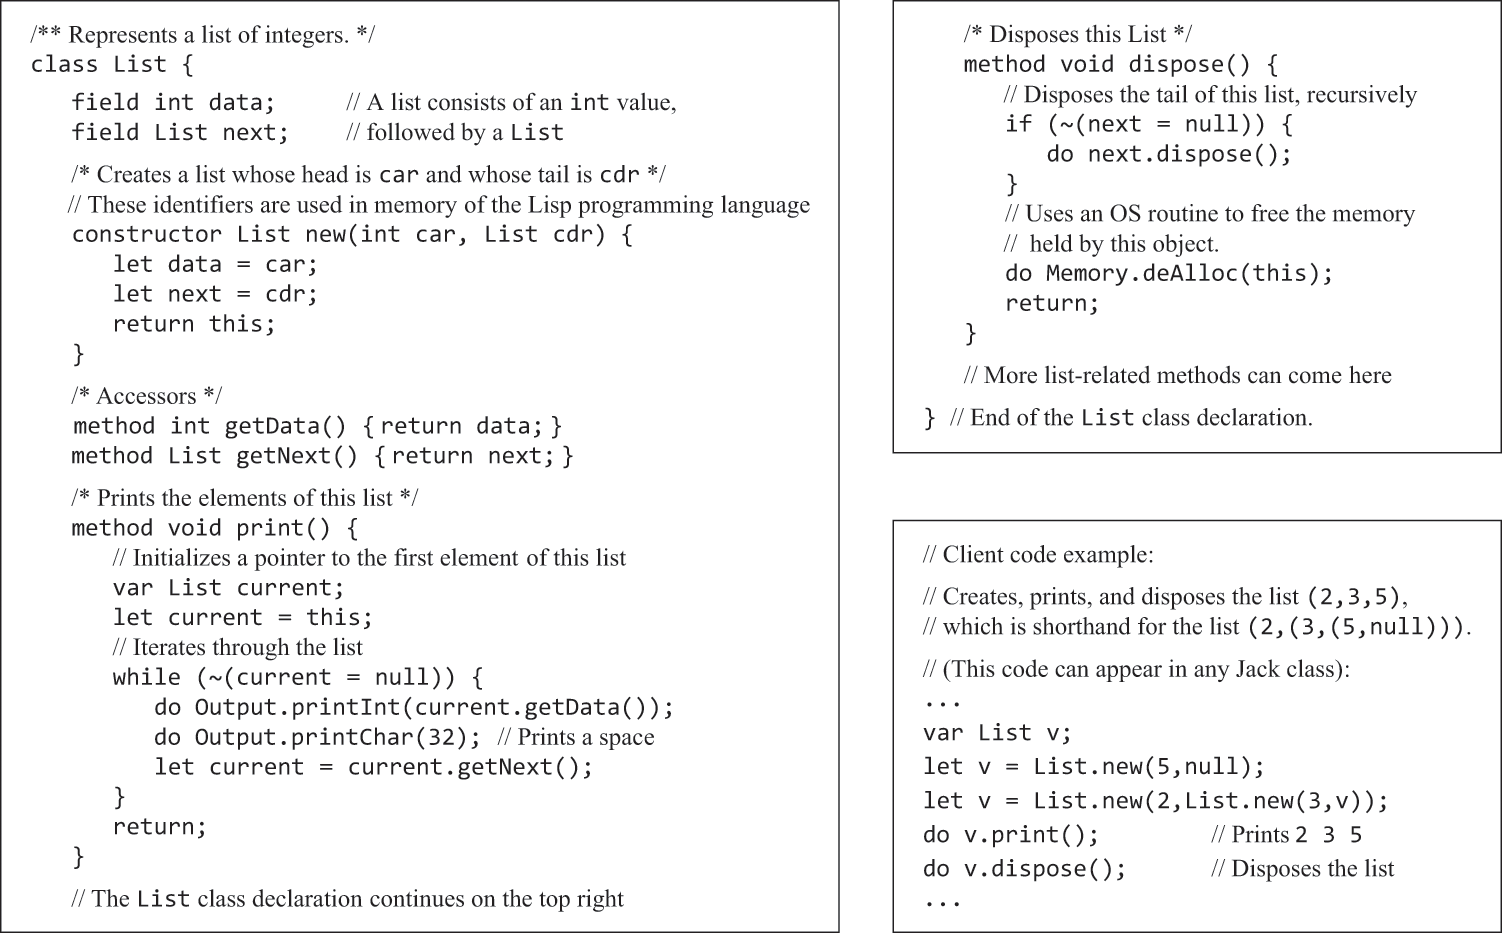 /** Represents a list of integers. */
class List {
field int data; // A list consists of an int value,
field List next; // followed by a List
/* Creates a list whose head is car and whose tail is cdr */
// These identifiers are used in memory of the Lisp programming language
constructor List new(int car, List cdr) {
let data = car;
let next = cdr;
return this;
}
/* Accessors */
method int getData() { return data; }
method List getNext() { return next; }
/* Prints the elements of this list */
method void print() {
// Initializes a pointer to the first element of this list
var List current;
let current = this;
// Iterates through the list
while (~(current = null)) {
do Output.printInt(current.getData());
do Output.printChar(32); // Prints a space
let current = current.getNext();
}
return;
}
// The List class declaration continues on the top right
/* Disposes this List */
method void dispose() {
// Disposes the tail of this list, recursively
if (~(next = null)) {
do next.dispose();
}
// Uses an OS routine to free the memory
// held by this object.
do Memory.deAlloc(this);
return;
}
// More list-related methods can come here
} // End of the List class declaration.
// Client code example:
// Creates, prints, and disposes the list (2,3,5),
// which is shorthand for the list (2,(3,(5,null))).
// (This code can appear in any Jack class):
...
var List v;
let v = List.new(5,null);
let v = List.new(2,List.new(3,v));
do v.print(); // Prints 2 3 5
do v.dispose(); // Disposes the list
...